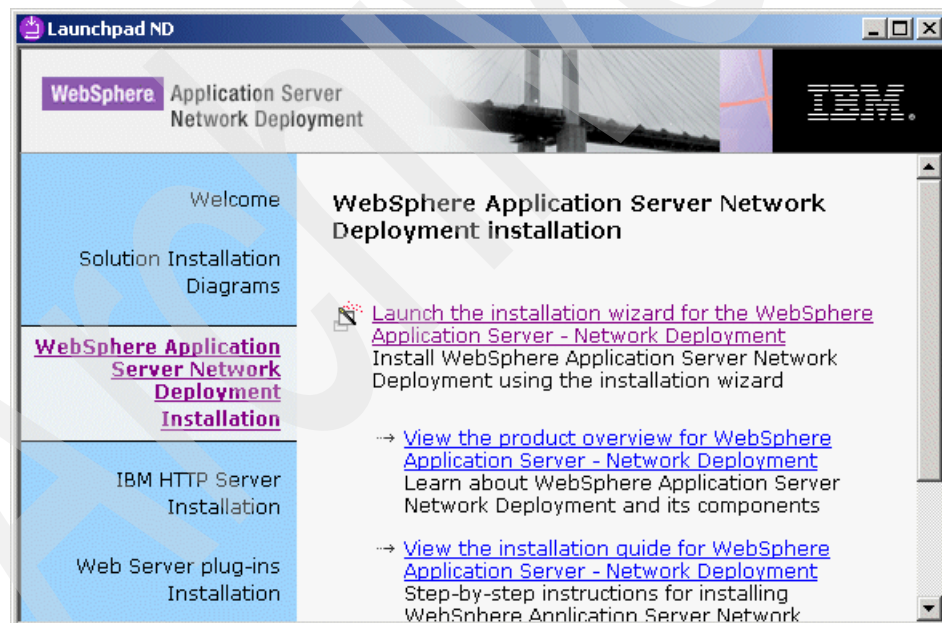 Launchpad ND
WebSphere Application Server
Network Deployment
IBM.
Welcome
Solution Installation
Diagrams
WebSphere Application
Server Network
Deployment
Installation
IBM HTTP Server
Installation
Web Server plug-ins
Installation
WebSphere Application Server Network
Deployment installation
Launch the installation wizard for the WebSphere
Application Server - Network Deployment
Install WebSphere Application Server Network
Deployment using the installation wizard
View the product overview for WebSphere
Application Server - Network Deployment
Learn about WebSphere Application Server
Network Deployment and its components
View the installation guide for WebSphere
Application Server - Network Deployment
Step-by-step instructions for installing
WebSphere Application Server Network